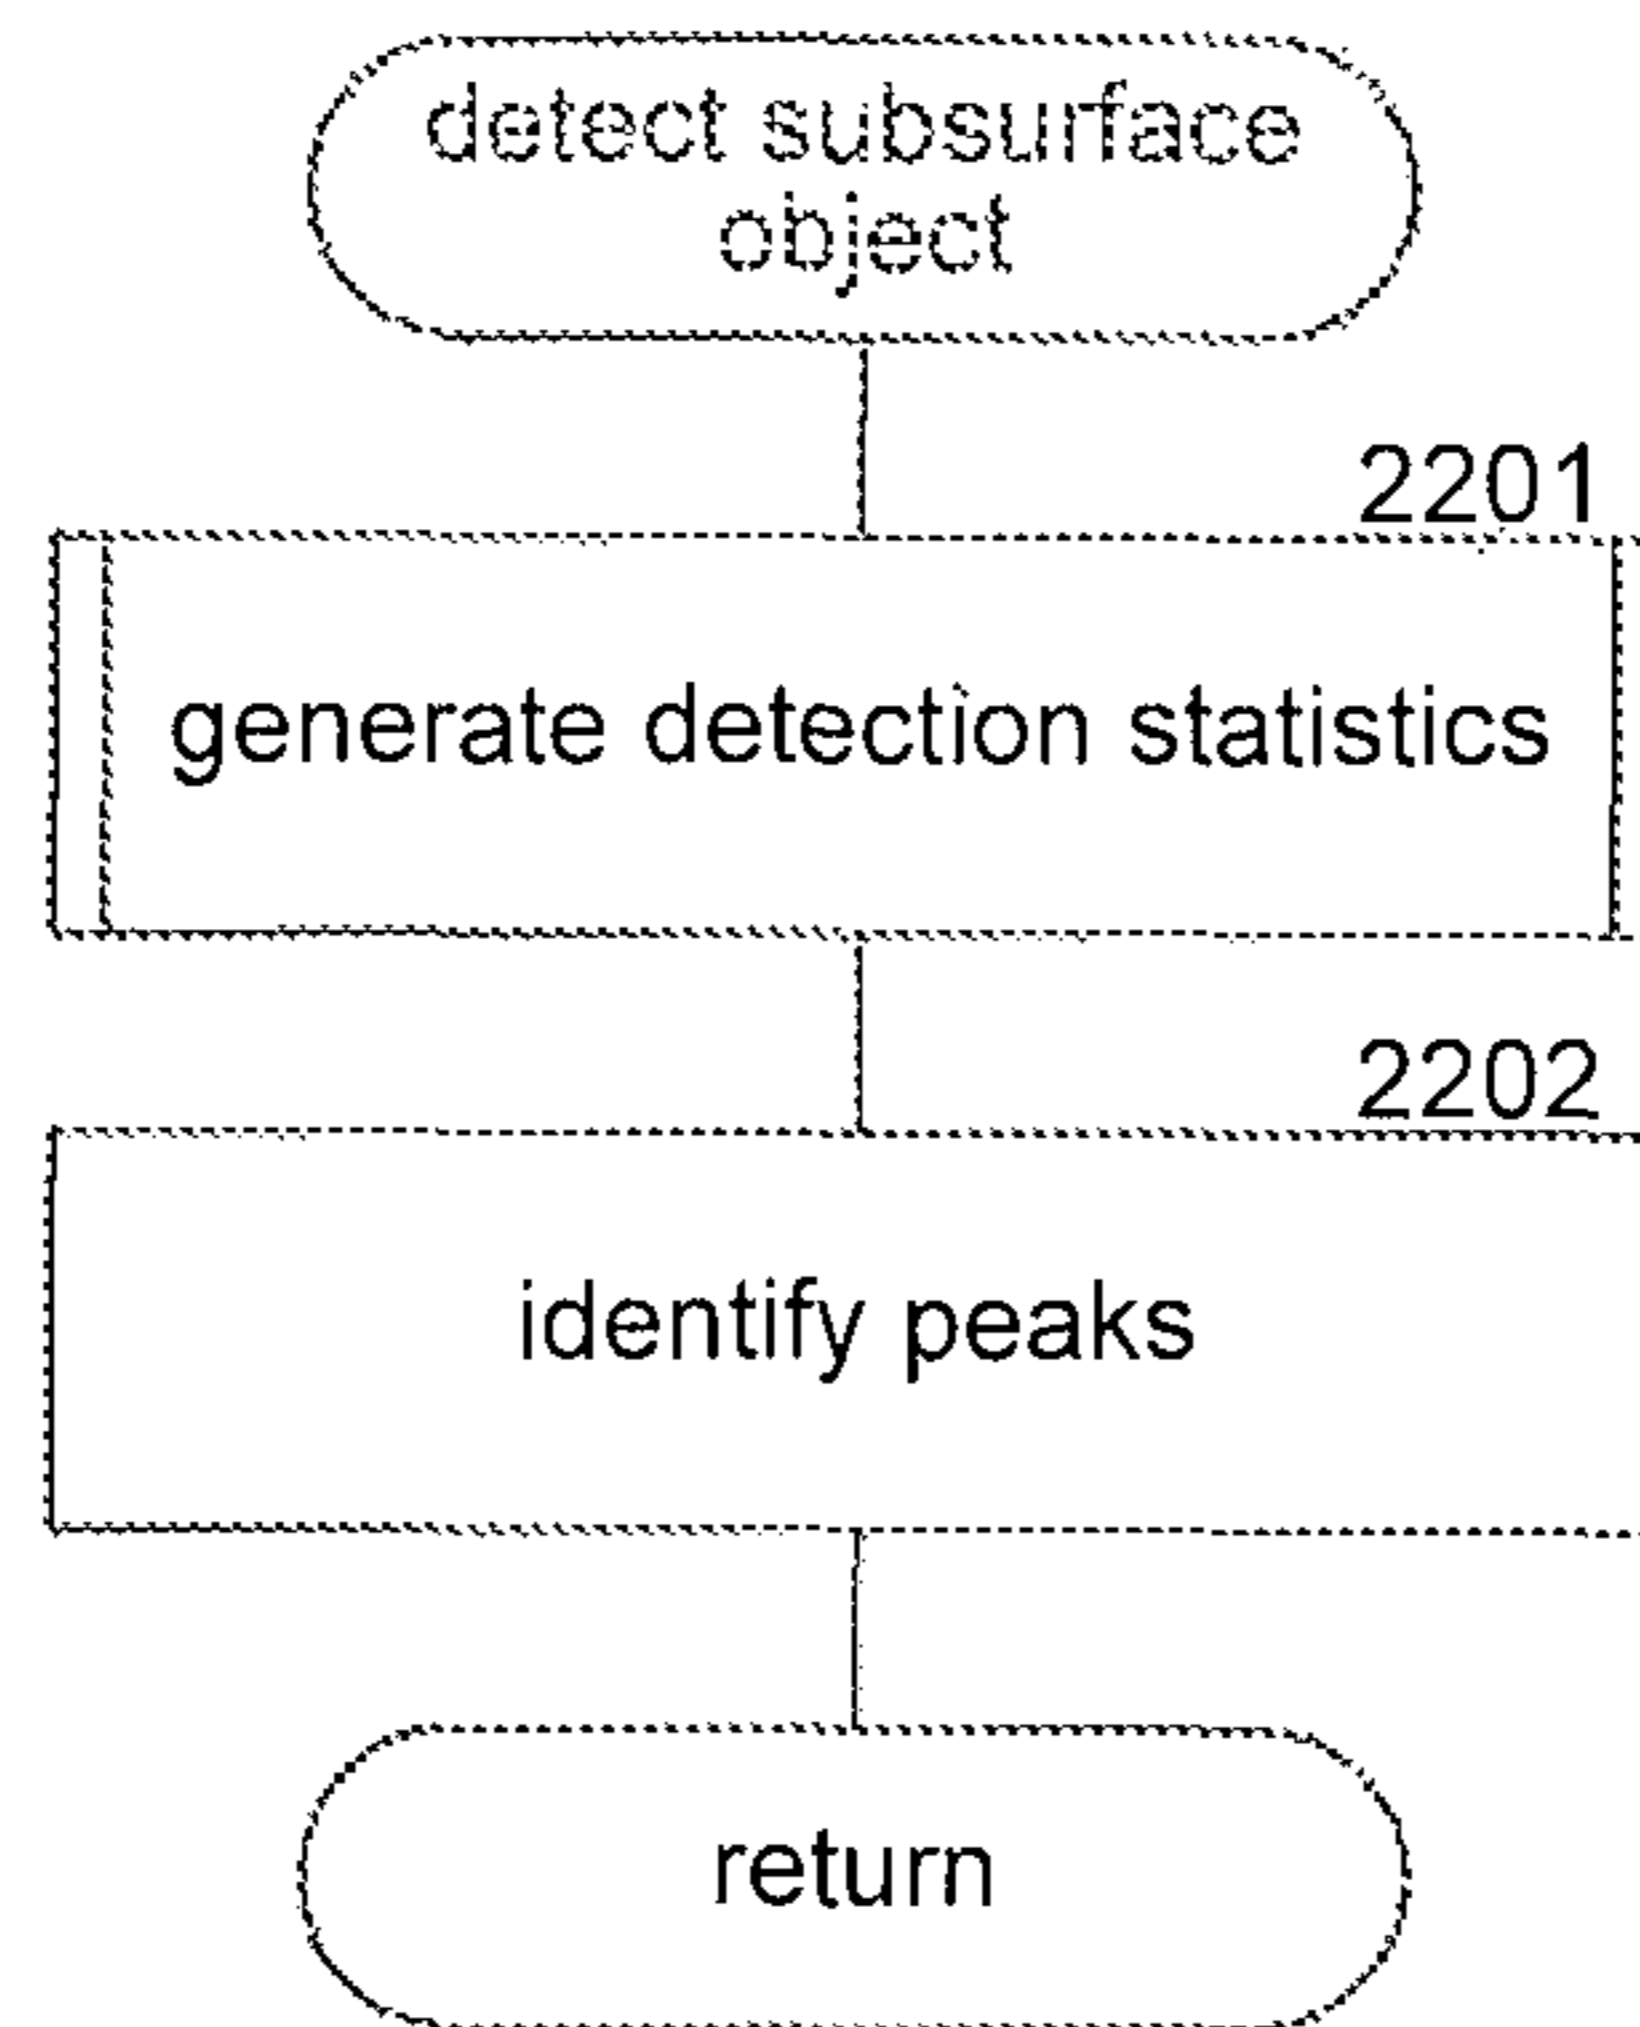 detect subsurface
object
2201
generate detection statistics
2202
identify peaks
return